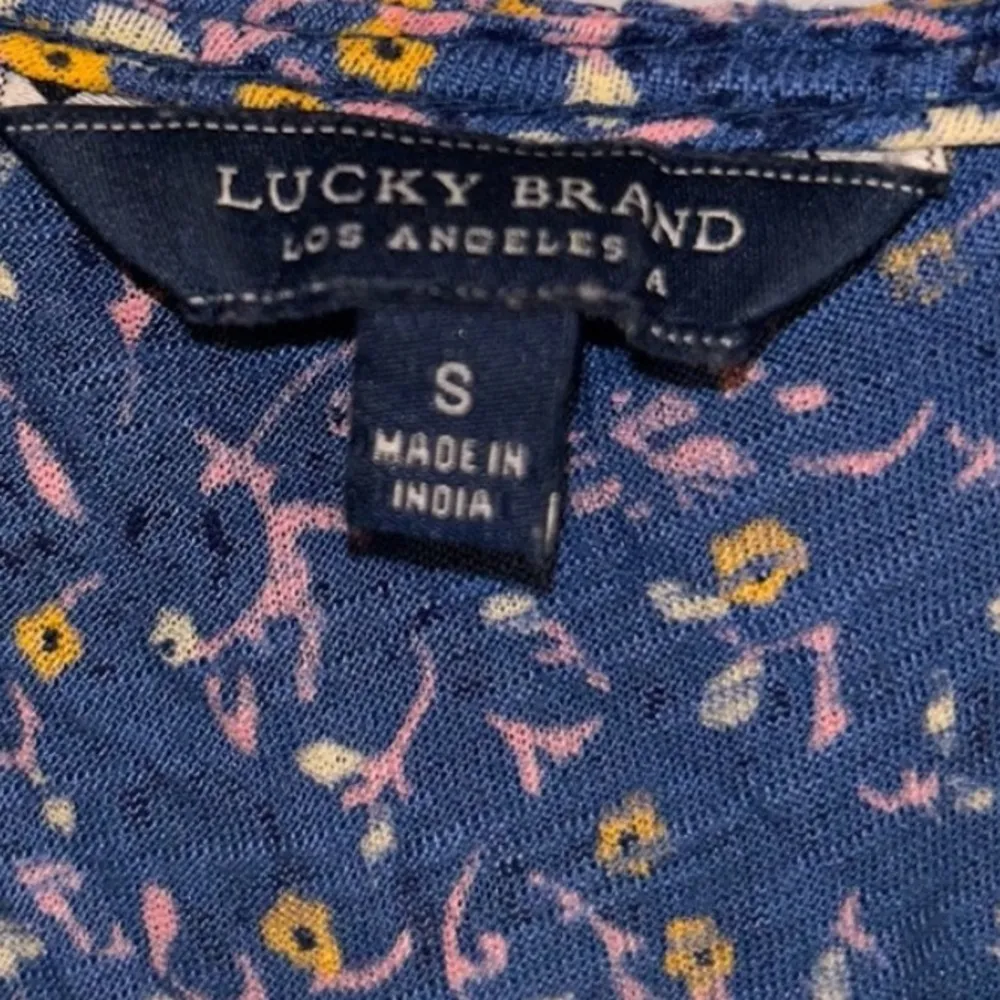 LUCKY BRAND
LOS ANGELES
A
S
MADE IN
INDIA